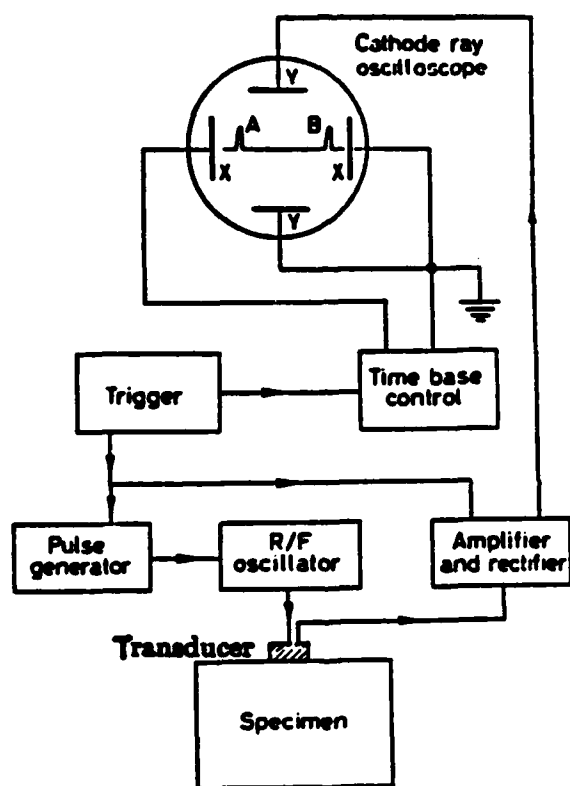 Cathode ray
oscilloscope
Y
A
B
X
X
Y
Trigger
Time base
control
Pulse
generator
R/F
oscillator
Amplifier
and rectifier
Transducer
Specimen